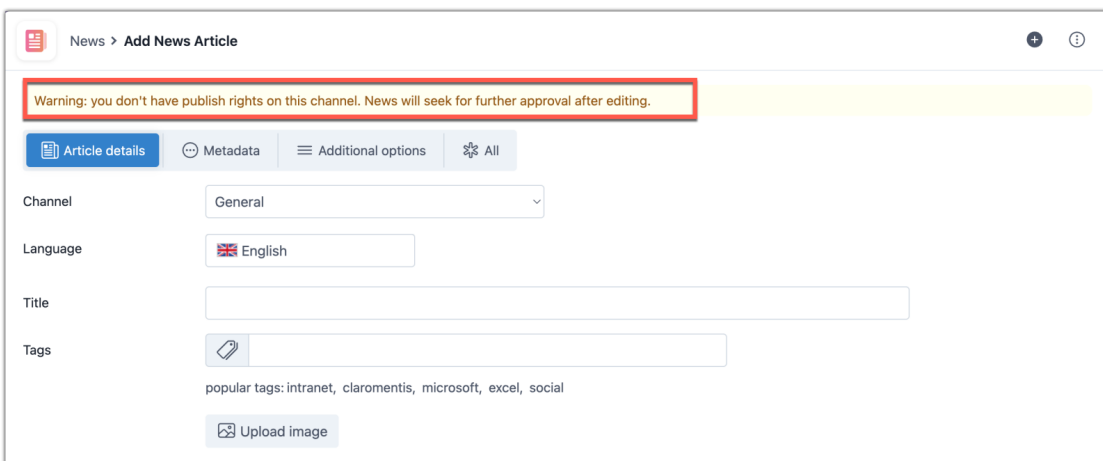 News > Add News Article
Warning: you don't have publish rights on this channel. News will seek for further approval after editing.
Article details Metadata Additional options All
Channel General
Language English
Title
Tags
popular tags: intranet, claromentis, microsoft, excel, social
Upload image